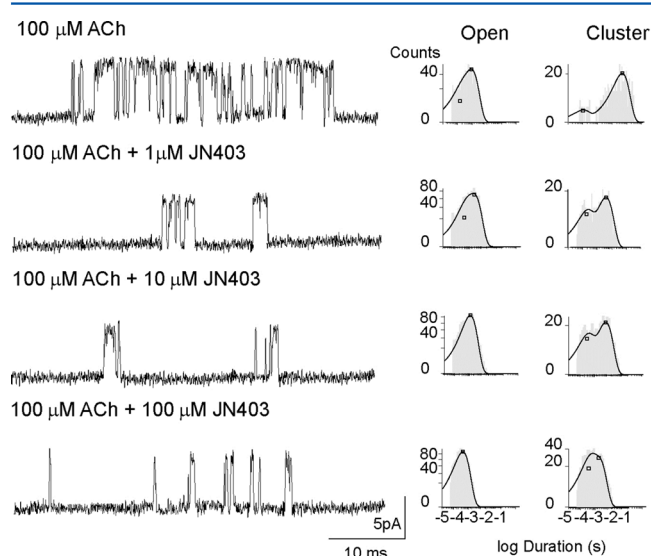 100 μM ACh
Open
Cluster
Counts
40
0
20
0
100 μM ACh + 1μM JN403
80
40
0
20
0
100 μM ACh + 10 μM JN403
80
40
0
20
0
100 μM ACh + 100 μM JN403
80
40
0
40
20
0
-5 -4 -3 -2 -1
-5 -4 -3 -2 -1
5pA
10 ms
log Duration (s)